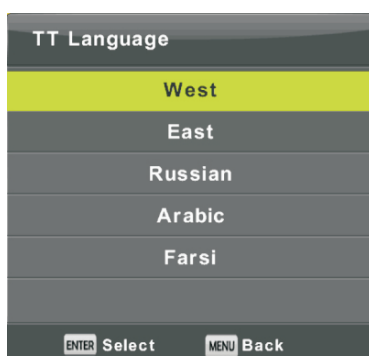 TT Language
West
East
Russian
Arabic
Farsi
ENTER Select MENU Back